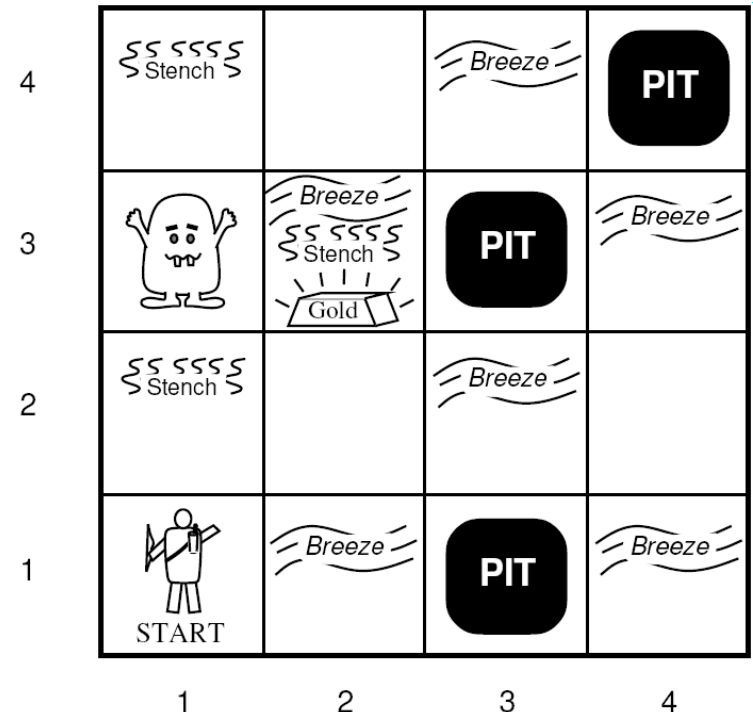 4
Stench
Breeze
PIT
3
Breeze
Stench
Gold
PIT
Breeze
2
Stench
Breeze
1
START
Breeze
PIT
Breeze
1 2 3 4